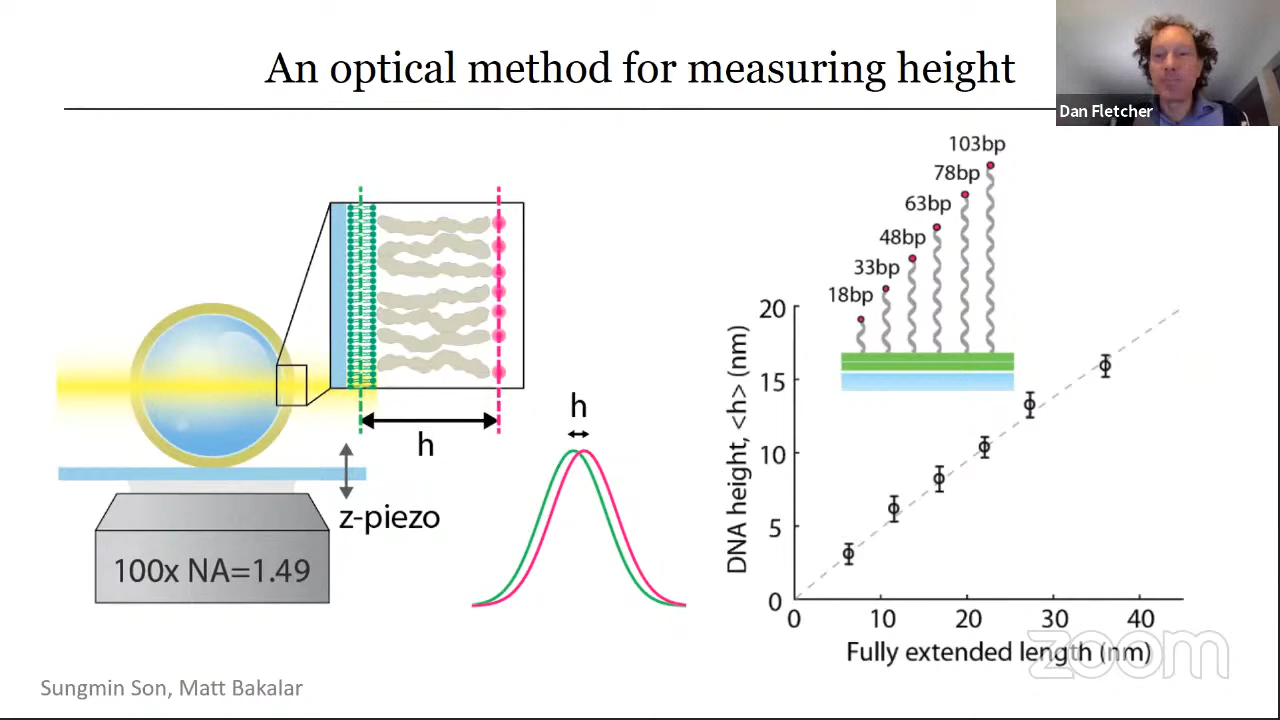 An optical method for measuring height
Dan Fletcher
h
z-piezo
100x NA=1.49
h
103bp
78bp
63bp
48bp
33bp
18bp
DNA height, <h> (nm)
20
15
10
5
0
0 10 20 30 40
Fully extended length (nm)
zoom
Sungmin Son, Matt Bakalar